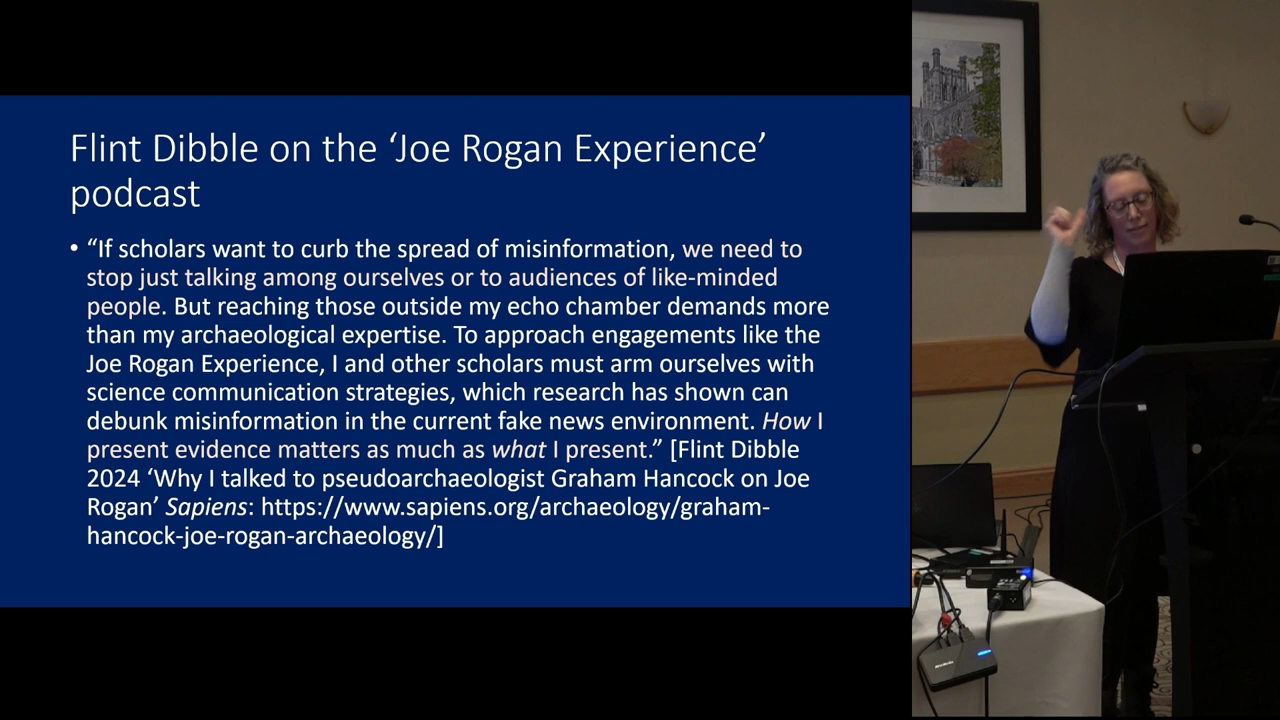 Flint Dibble on the ‘Joe Rogan Experience’
podcast
• “If scholars want to curb the spread of misinformation, we need to
stop just talking among ourselves or to audiences of like-minded
people. But reaching those outside my echo chamber demands more
than my archaeological expertise. To approach engagements like the
Joe Rogan Experience, I and other scholars must arm ourselves with
science communication strategies, which research has shown can
debunk misinformation in the current fake news environment. How I
present evidence matters as much as what I present.” [Flint Dibble
2024 ‘Why I talked to pseudoarchaeologist Graham Hancock on Joe
Rogan’ Sapiens: https://www.sapiens.org/archaeology/graham-
hancock-joe-rogan-archaeology/]